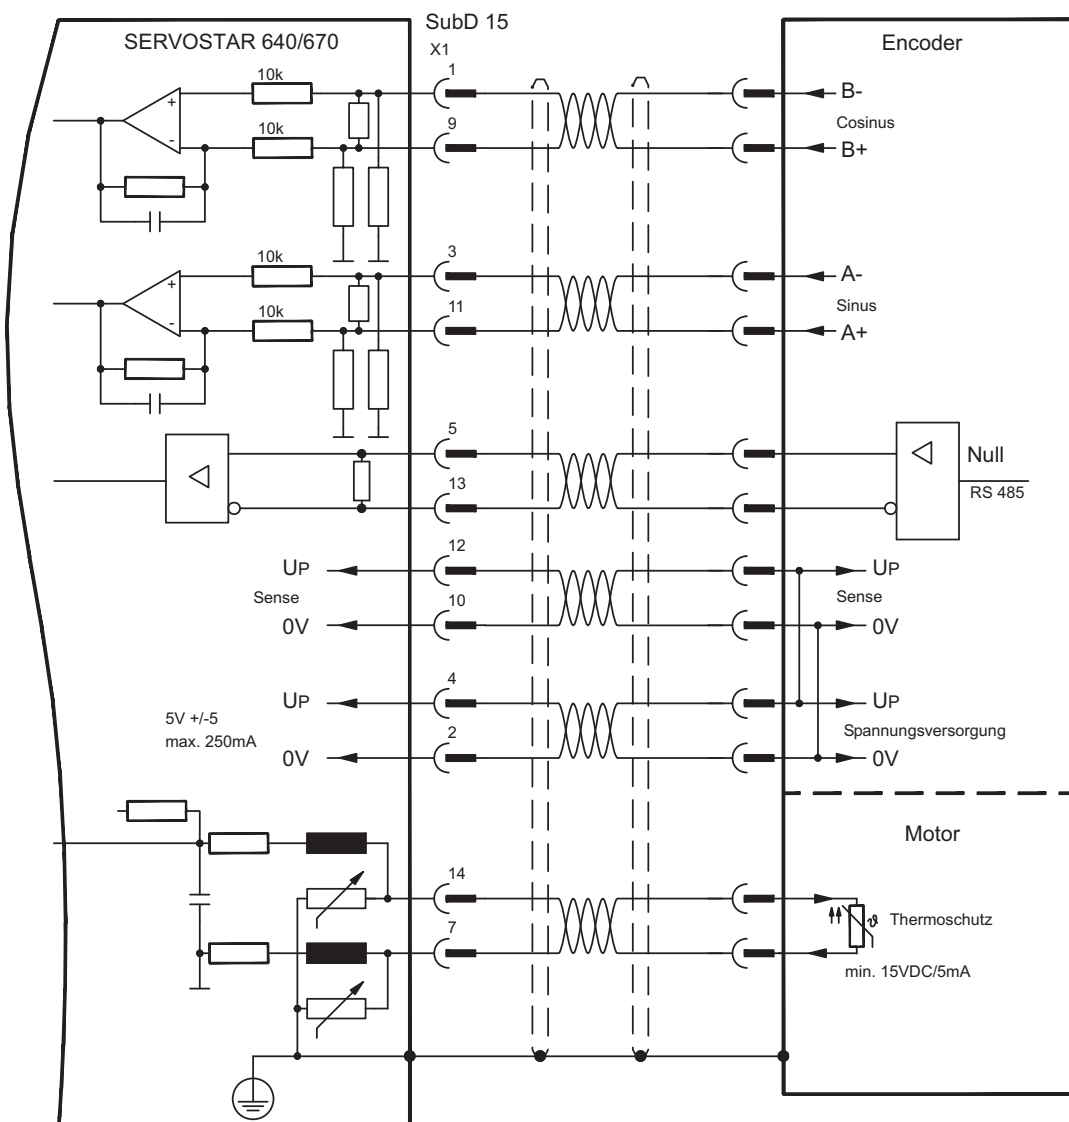 SubD 15
SERVOSTAR 640/670
X1
Encoder
10k
1
B-
+
Cosinus
10k
9
B+
-
10k
3
A-
+
Sinus
10k
11
A+
-
5
Null
13
RS 485
UP
12
UP
Sense
Sense
0V
10
0V
UP
4
UP
5V +/-5
max. 250mA
Spannungsversorgung
0V
2
0V
Motor
14
ϑ
Thermoschutz
7
min. 15VDC/5mA